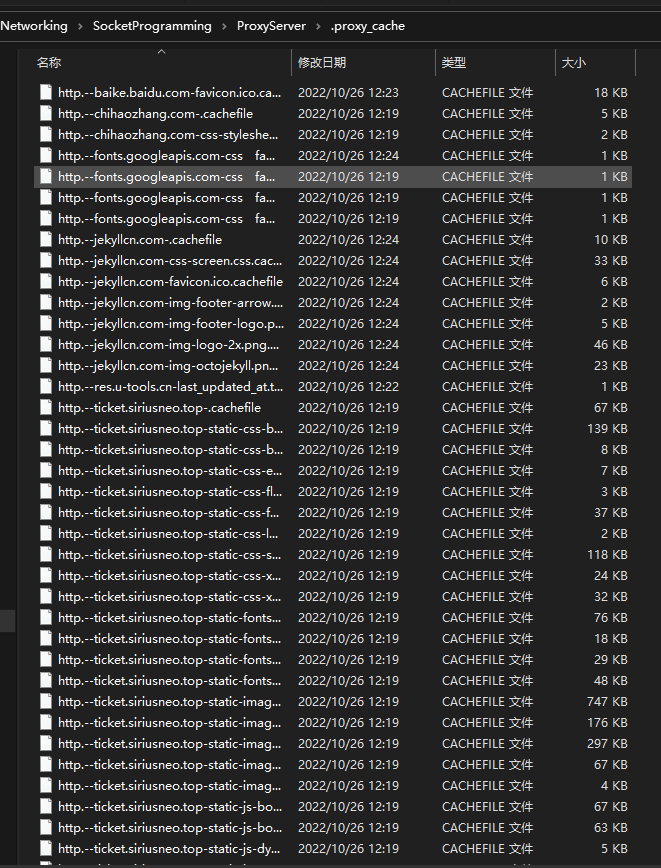 Networking > SocketProgramming > ProxyServer > .proxy_cache
名称 修改日期 类型 大小
http.--baike.baidu.com-favicon.ico.ca... 2022/10/26 12:23 CACHEFILE 文件 18 KB
http.--chihaozhang.com-.cachefile 2022/10/26 12:19 CACHEFILE 文件 5 KB
http.--chihaozhang.com-css-styleshe... 2022/10/26 12:19 CACHEFILE 文件 2 KB
http.--fonts.googleapis.com-css fa... 2022/10/26 12:24 CACHEFILE 文件 1 KB
http.--fonts.googleapis.com-css fa... 2022/10/26 12:19 CACHEFILE 文件 1 KB
http.--fonts.googleapis.com-css fa... 2022/10/26 12:19 CACHEFILE 文件 1 KB
http.--fonts.googleapis.com-css fa... 2022/10/26 12:19 CACHEFILE 文件 1 KB
http.--jekyllcn.com-.cachefile 2022/10/26 12:24 CACHEFILE 文件 10 KB
http.--jekyllcn.com-css-screen.css.cac... 2022/10/26 12:24 CACHEFILE 文件 33 KB
http.--jekyllcn.com-favicon.ico.cachefile 2022/10/26 12:24 CACHEFILE 文件 6 KB
http.--jekyllcn.com-img-footer-arrow.... 2022/10/26 12:24 CACHEFILE 文件 2 KB
http.--jekyllcn.com-img-footer-logo.p... 2022/10/26 12:24 CACHEFILE 文件 5 KB
http.--jekyllcn.com-img-logo-2x.png.... 2022/10/26 12:24 CACHEFILE 文件 46 KB
http.--jekyllcn.com-img-octojekyll.pn... 2022/10/26 12:24 CACHEFILE 文件 23 KB
http.--res.u-tools.cn-last_updated_at.t... 2022/10/26 12:22 CACHEFILE 文件 1 KB
http.--ticket.siriusneo.top-.cachefile 2022/10/26 12:19 CACHEFILE 文件 67 KB
http.--ticket.siriusneo.top-static-css-b... 2022/10/26 12:19 CACHEFILE 文件 139 KB
http.--ticket.siriusneo.top-static-css-b... 2022/10/26 12:19 CACHEFILE 文件 8 KB
http.--ticket.siriusneo.top-static-css-e... 2022/10/26 12:19 CACHEFILE 文件 7 KB
http.--ticket.siriusneo.top-static-css-fl... 2022/10/26 12:19 CACHEFILE 文件 3 KB
http.--ticket.siriusneo.top-static-css-f... 2022/10/26 12:19 CACHEFILE 文件 37 KB
http.--ticket.siriusneo.top-static-css-l... 2022/10/26 12:19 CACHEFILE 文件 2 KB
http.--ticket.siriusneo.top-static-css-s... 2022/10/26 12:19 CACHEFILE 文件 118 KB
http.--ticket.siriusneo.top-static-css-x... 2022/10/26 12:19 CACHEFILE 文件 24 KB
http.--ticket.siriusneo.top-static-css-x... 2022/10/26 12:19 CACHEFILE 文件 32 KB
http.--ticket.siriusneo.top-static-fonts... 2022/10/26 12:19 CACHEFILE 文件 76 KB
http.--ticket.siriusneo.top-static-fonts... 2022/10/26 12:19 CACHEFILE 文件 18 KB
http.--ticket.siriusneo.top-static-fonts... 2022/10/26 12:19 CACHEFILE 文件 29 KB
http.--ticket.siriusneo.top-static-fonts... 2022/10/26 12:19 CACHEFILE 文件 48 KB
http.--ticket.siriusneo.top-static-imag... 2022/10/26 12:19 CACHEFILE 文件 747 KB
http.--ticket.siriusneo.top-static-imag... 2022/10/26 12:19 CACHEFILE 文件 176 KB
http.--ticket.siriusneo.top-static-imag... 2022/10/26 12:19 CACHEFILE 文件 297 KB
http.--ticket.siriusneo.top-static-imag... 2022/10/26 12:19 CACHEFILE 文件 67 KB
http.--ticket.siriusneo.top-static-imag... 2022/10/26 12:19 CACHEFILE 文件 4 KB
http.--ticket.siriusneo.top-static-js-bo... 2022/10/26 12:19 CACHEFILE 文件 67 KB
http.--ticket.siriusneo.top-static-js-bo... 2022/10/26 12:19 CACHEFILE 文件 63 KB
http.--ticket.siriusneo.top-static-js-dy... 2022/10/26 12:19 CACHEFILE 文件 5 KB